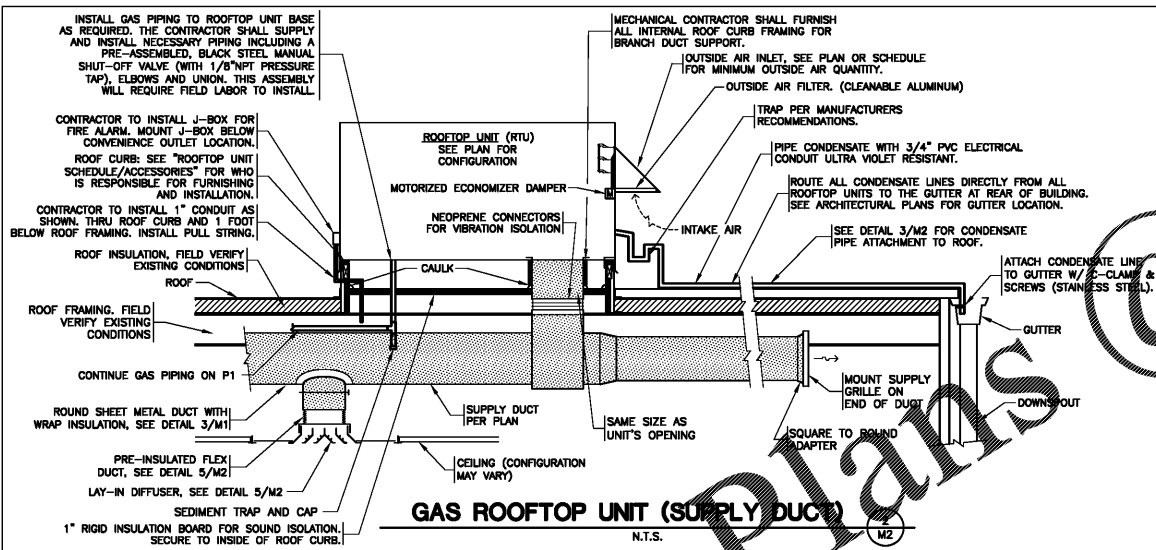 INSTALL GAS PIPING TO ROOFTOP UNIT BASE
AS REQUIRED. THE CONTRACTOR SHALL SUPPLY
AND INSTALL NECESSARY PIPING INCLUDING A
PRE-ASSEMBLED, BLACK STEEL MANUAL
SHUT-OFF VALVE (WITH 1/8"NPT PRESSURE
TAP), ELBOWS AND UNION. THIS ASSEMBLY
WILL REQUIRE FIELD LABOR TO INSTALL.
CONTRACTOR TO INSTALL J-BOX FOR
FIRE ALARM. MOUNT J-BOX BELOW
CONVENIENCE OUTLET LOCATION.
ROOF CURB: SEE "ROOFTOP UNIT
SCHEDULE/ACCESSORIES" FOR WHO
IS RESPONSIBLE FOR FURNISHING
AND INSTALLATION.
CONTRACTOR TO INSTALL 1" CONDUIT AS
SHOWN. THRU ROOF CURB AND 1 FOOT
BELOW ROOF FRAMING. INSTALL PULL STRING.
ROOF INSULATION, FIELD VERIFY
EXISTING CONDITIONS
ROOF
ROOF FRAMING. FIELD
VERIFY EXISTING
CONDITIONS
CONTINUE GAS PIPING ON P1
ROUND SHEET METAL DUCT WITH
WRAP INSULATION, SEE DETAIL 3/M1
PRE-INSULATED FLEX
DUCT, SEE DETAIL 5/M2
LAY-IN DIFFUSER, SEE DETAIL 5/M2
SEDIMENT TRAP AND CAP
1" RIGID INSULATION BOARD FOR SOUND ISOLATION.
SECURE TO INSIDE OF ROOF CURB.
ROOFTOP UNIT (RTU)
SEE PLAN FOR
CONFIGURATION
MOTORIZED ECONOMIZER DAMPER
M
NEOPRENE CONNECTORS
FOR VIBRATION ISOLATION
CAULK
SUPPLY DUCT
PER PLAN
CEILING (CONFIGURATION
MAY VARY)
SAME SIZE AS
UNIT'S OPENING
MECHANICAL CONTRACTOR SHALL FURNISH
ALL INTERNAL ROOF CURB FRAMING FOR
BRANCH DUCT SUPPORT.
OUTSIDE AIR INLET, SEE PLAN OR SCHEDULE
FOR MINIMUM OUTSIDE AIR QUANTITY.
OUTSIDE AIR FILTER. (CLEANABLE ALUMINUM)
TRAP PER MANUFACTURERS
RECOMMENDATIONS.
PIPE CONDENSATE WITH 3/4" PVC ELECTRICAL
CONDUIT ULTRA VIOLET RESISTANT.
ROUTE ALL CONDENSATE LINES DIRECTLY FROM ALL
ROOFTOP UNITS TO THE GUTTER AT REAR OF BUILDING.
SEE ARCHITECTURAL PLANS FOR GUTTER LOCATION.
INTAKE AIR
SEE DETAIL 3/M2 FOR CONDENSATE
PIPE ATTACHMENT TO ROOF.
ATTACH CONDENSATE LINE
TO GUTTER W/ C-CLAMP &
SCREWS (STAINLESS STEEL).
GUTTER
MOUNT SUPPLY
GRILLE ON
END OF DUCT
DOWNSPOUT
SQUARE TO ROUND
ADAPTER
GAS ROOFTOP UNIT (SUPPLY DUCT)
N.T.S.
2
M2
Plans ©